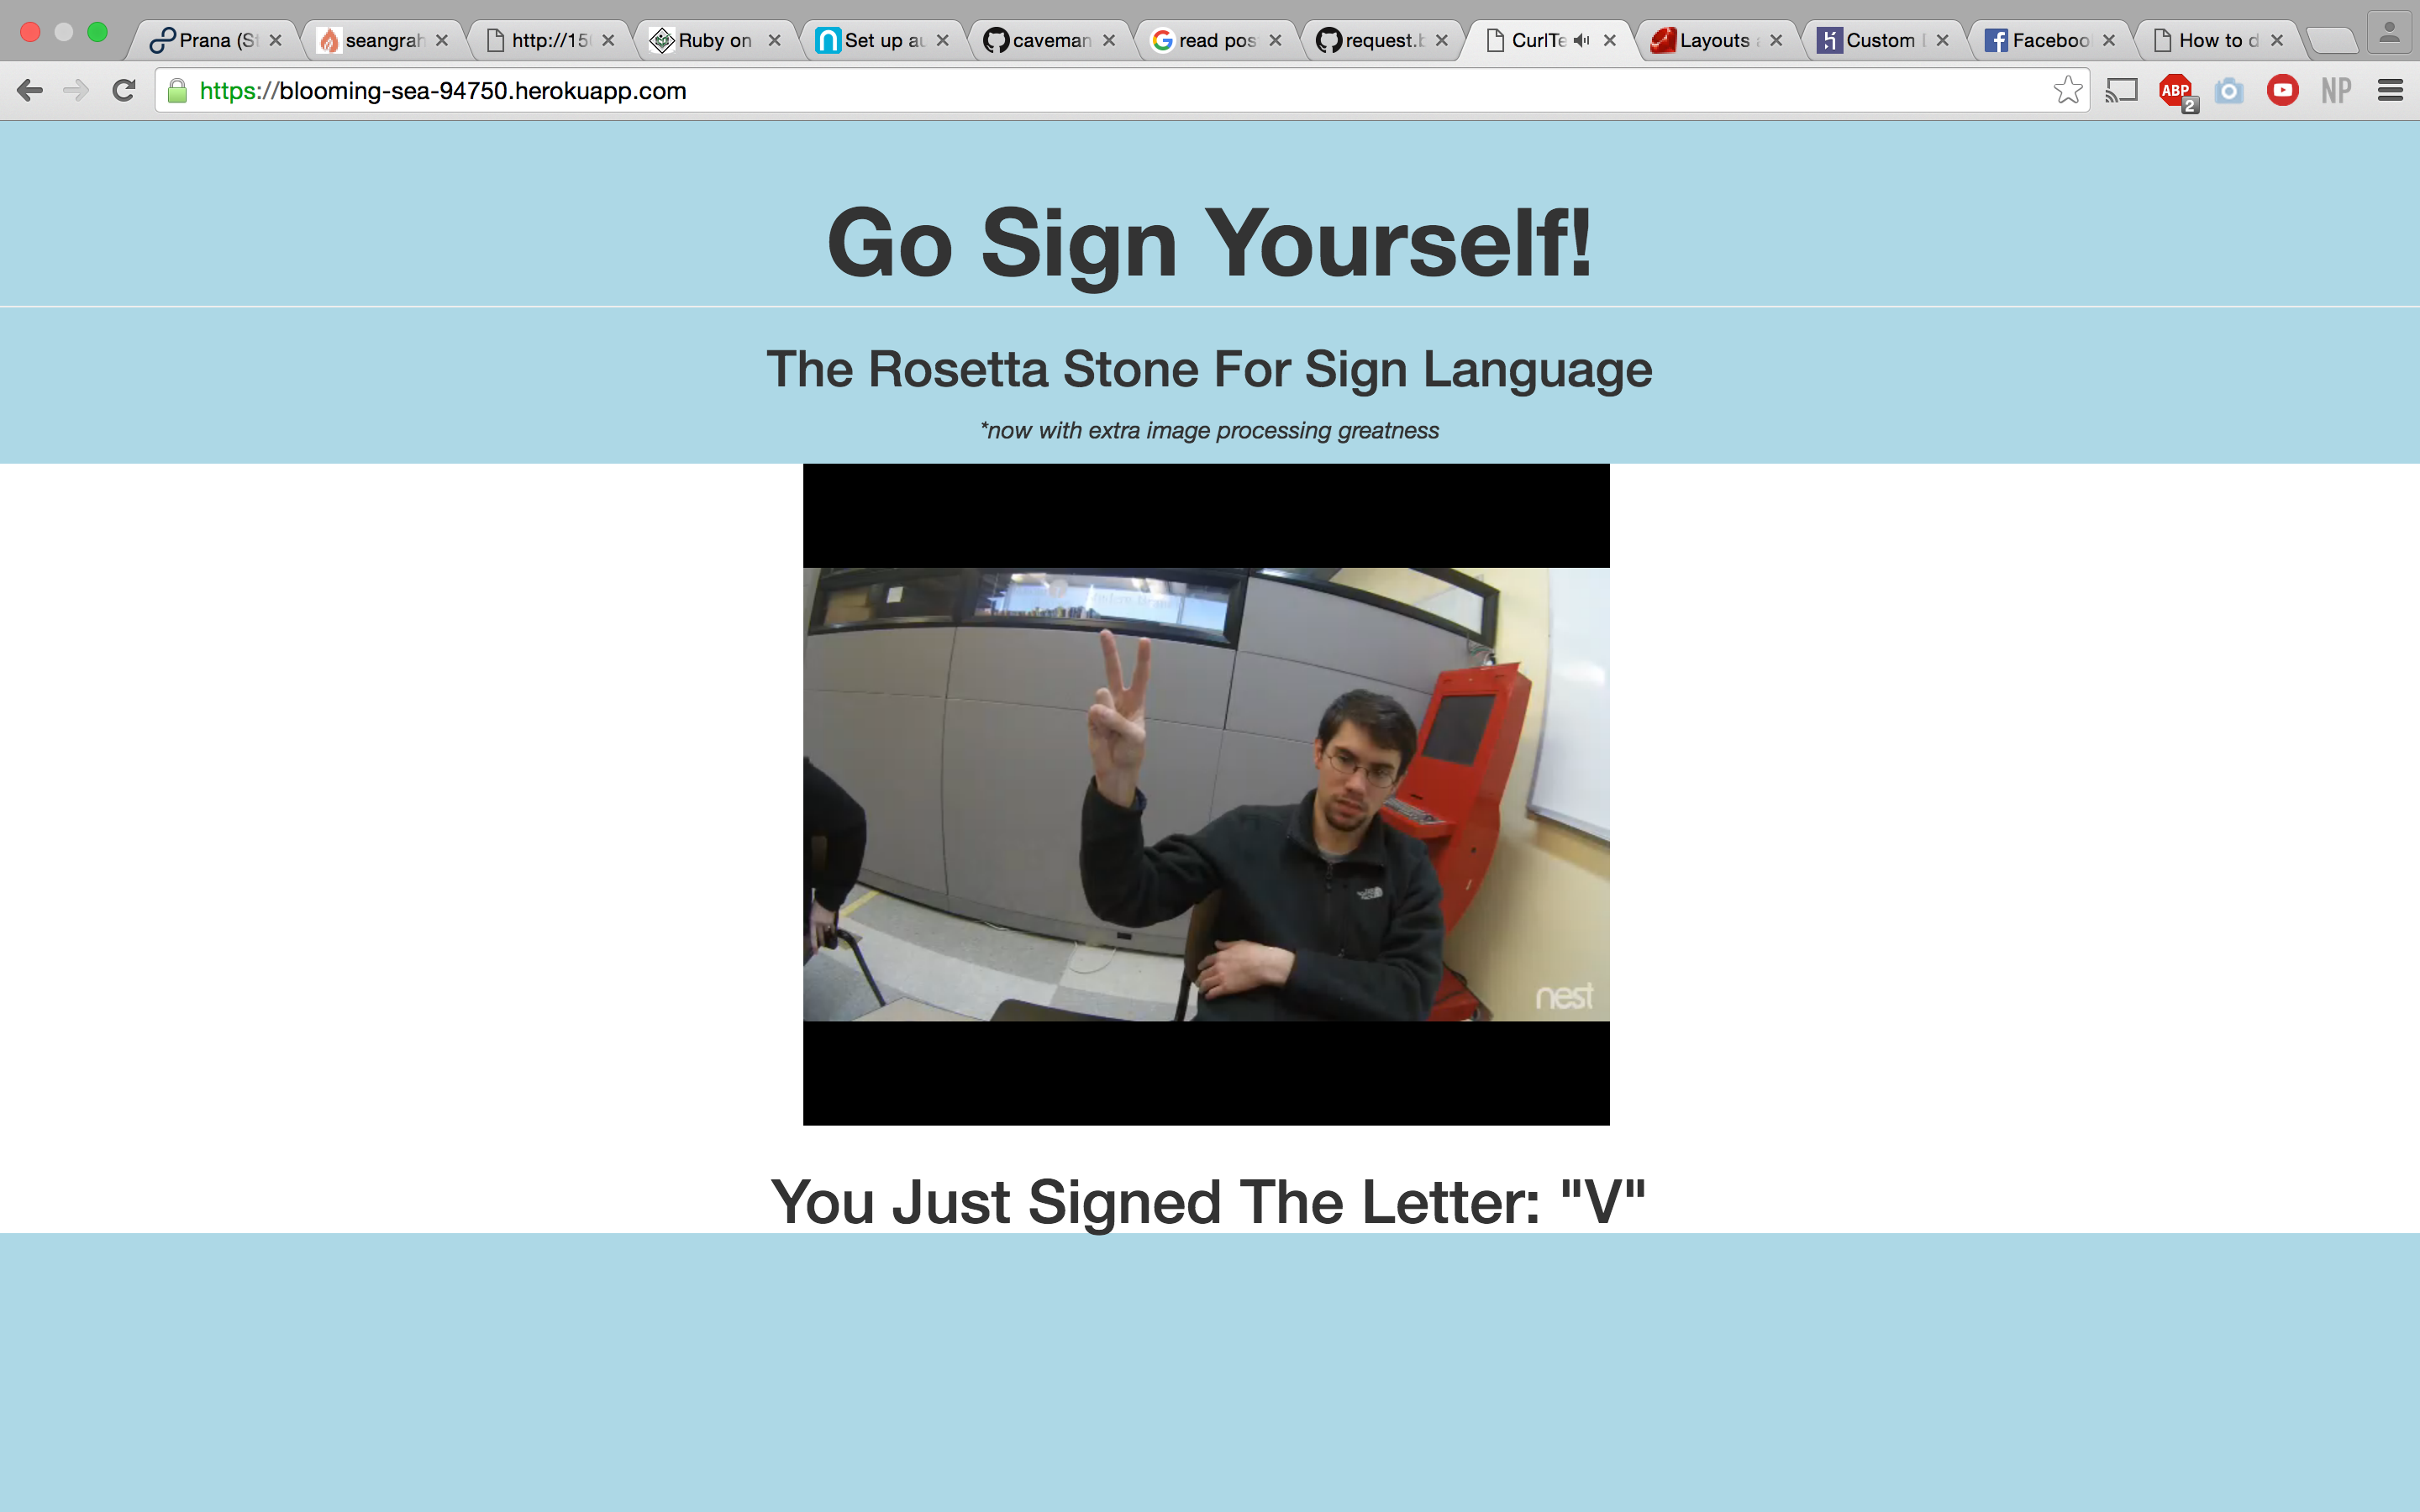 Prana (St
seangrah
http://150
Ruby on
Set up au
caveman
read pos
request.b
CurlTe
Layouts a
Custom
Faceboo
How to d
https://blooming-sea-94750.herokuapp.com
ABP
2
NP
Go Sign Yourself!
The Rosetta Stone For Sign Language
*now with extra image processing greatness
nest
You Just Signed The Letter: "V"